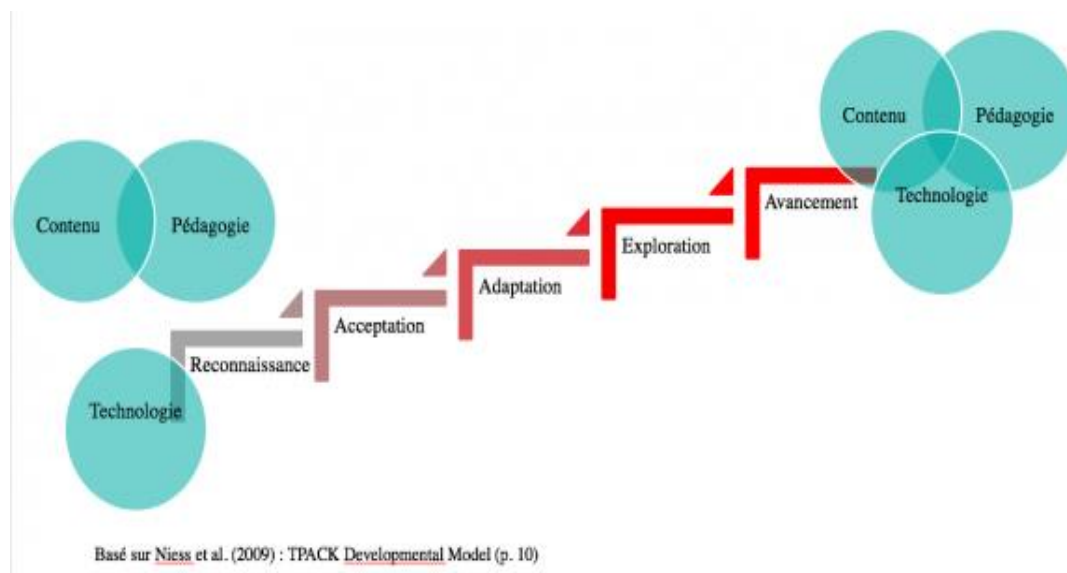 Contenu
Pédagogie
Technologie
Reconnaissance
Acceptation
Adaptation
Exploration
Avancement
Contenu
Pédagogie
Technologie
Basé sur Niess et al. (2009) : TPACK Developmental Model (p. 10)